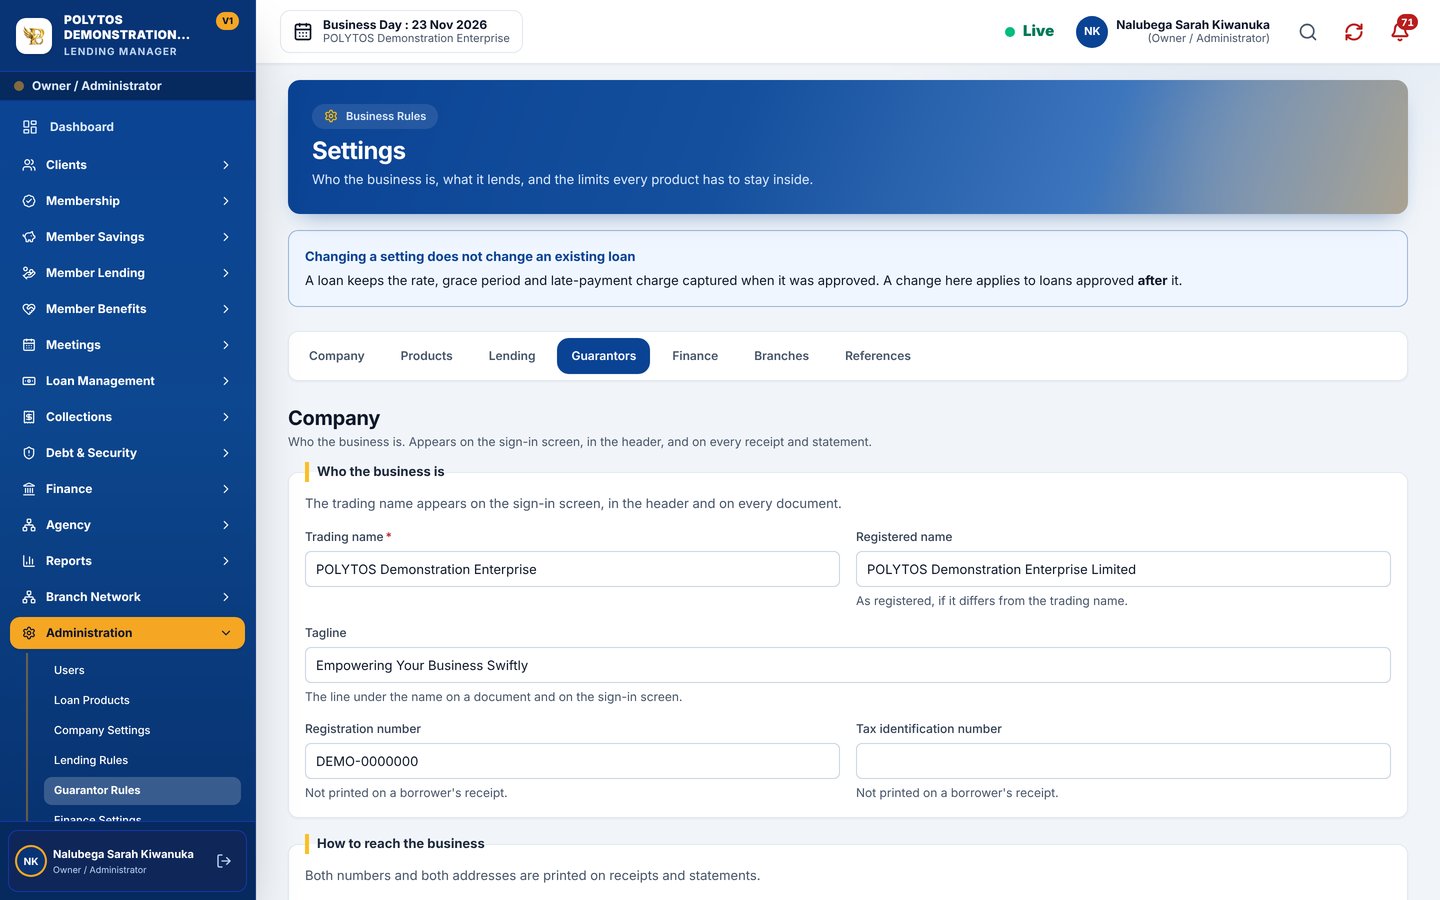 POLYTOS
DEMONSTRATION...
LENDING MANAGER
V1
Owner / Administrator
Dashboard
Clients
Membership
Member Savings
Member Lending
Member Benefits
Meetings
Loan Management
Collections
Debt & Security
Finance
Agency
Reports
Branch Network
Administration
Users
Loan Products
Company Settings
Lending Rules
Guarantor Rules
Finance Settings
NK
Nalubega Sarah Kiwanuka
Owner / Administrator
Business Day : 23 Nov 2026
POLYTOS Demonstration Enterprise
Live
NK
Nalubega Sarah Kiwanuka
(Owner / Administrator)
71
Business Rules
Settings
Who the business is, what it lends, and the limits every product has to stay inside.
Changing a setting does not change an existing loan
A loan keeps the rate, grace period and late-payment charge captured when it was approved. A change here applies to loans approved after it.
Company
Products
Lending
Guarantors
Finance
Branches
References
Company
Who the business is. Appears on the sign-in screen, in the header, and on every receipt and statement.
Who the business is
The trading name appears on the sign-in screen, in the header and on every document.
Trading name *
Registered name
POLYTOS Demonstration Enterprise
POLYTOS Demonstration Enterprise Limited
As registered, if it differs from the trading name.
Tagline
Empowering Your Business Swiftly
The line under the name on a document and on the sign-in screen.
Registration number
Tax identification number
DEMO-0000000
Not printed on a borrower's receipt.
Not printed on a borrower's receipt.
How to reach the business
Both numbers and both addresses are printed on receipts and statements.